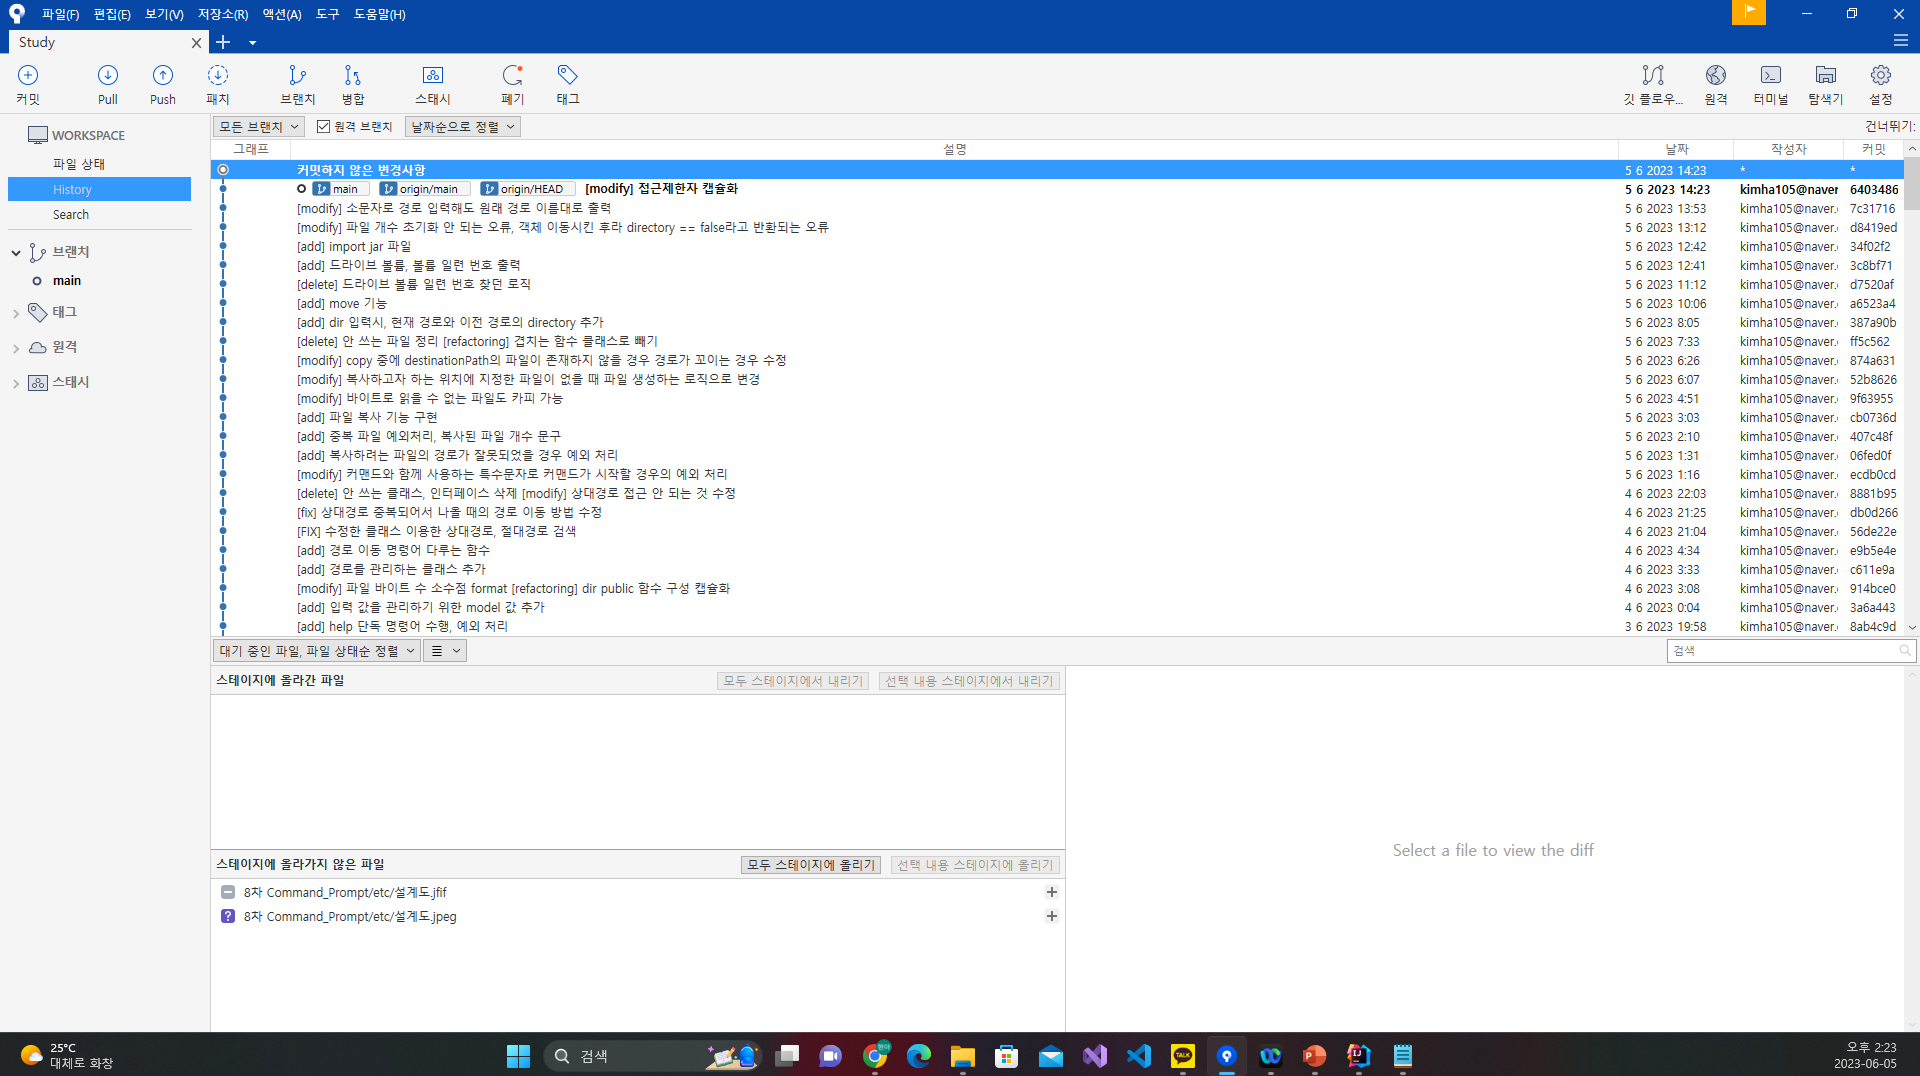 파일(F) 편집(E) 보기(V) 저장소(R) 액션(A) 도구 도움말(H)
Study
커밋 Pull Push 패치 브랜치 병합 스태시 폐기 태그 깃 플로우... 원격 터미널 탐색기 설정
WORKSPACE
파일 상태
History
Search
브랜치
main
태그
원격
스태시
모든 브랜치 원격 브랜치 날짜순으로 정렬 건너뛰기:
그래프 설명 날짜 작성자 커밋
커밋하지 않은 변경사항 5 6 2023 14:23 * *
main origin/main origin/HEAD [modify] 접근제한자 캡슐화 5 6 2023 14:23 kimha105@naver 6403486
[modify] 소문자로 경로 입력해도 원래 경로 이름대로 출력 5 6 2023 13:53 kimha105@naver. 7c31716
[modify] 파일 개수 초기화 안 되는 오류, 객체 이동시킨 후라 directory == false라고 반환되는 오류 5 6 2023 13:12 kimha105@naver. d8419ed
[add] import jar 파일 5 6 2023 12:42 kimha105@naver. 34f02f2
[add] 드라이브 볼륨, 볼륨 일련 번호 출력 5 6 2023 12:41 kimha105@naver. 3c8bf71
[delete] 드라이브 볼륨 일련 번호 찾던 로직 5 6 2023 11:12 kimha105@naver. d7520af
[add] move 기능 5 6 2023 10:06 kimha105@naver. a6523a4
[add] dir 입력시, 현재 경로와 이전 경로의 directory 추가 5 6 2023 8:05 kimha105@naver. 387a90b
[delete] 안 쓰는 파일 정리 [refactoring] 겹치는 함수 클래스로 빼기 5 6 2023 7:33 kimha105@naver. ff5c562
[modify] copy 중에 destinationPath의 파일이 존재하지 않을 경우 경로가 꼬이는 경우 수정 5 6 2023 6:26 kimha105@naver. 874a631
[modify] 복사하고자 하는 위치에 지정한 파일이 없을 때 파일 생성하는 로직으로 변경 5 6 2023 6:07 kimha105@naver. 52b8626
[modify] 바이트로 읽을 수 없는 파일도 카피 가능 5 6 2023 4:51 kimha105@naver. 9f63955
[add] 파일 복사 기능 구현 5 6 2023 3:03 kimha105@naver. cb0736d
[add] 중복 파일 예외처리, 복사된 파일 개수 문구 5 6 2023 2:10 kimha105@naver. 407c48f
[add] 복사하려는 파일의 경로가 잘못되었을 경우 예외 처리 5 6 2023 1:31 kimha105@naver. 06fed0f
[modify] 커맨드와 함께 사용하는 특수문자로 커맨드가 시작할 경우의 예외 처리 5 6 2023 1:16 kimha105@naver. ecdb0cd
[delete] 안 쓰는 클래스, 인터페이스 삭제 [modify] 상대경로 접근 안 되는 것 수정 4 6 2023 22:03 kimha105@naver. 8881b95
[fix] 상대경로 중복되어서 나올 때의 경로 이동 방법 수정 4 6 2023 21:25 kimha105@naver. db0d266
[FIX] 수정한 클래스 이용한 상대경로, 절대경로 검색 4 6 2023 21:04 kimha105@naver. 56de22e
[add] 경로 이동 명령어 다루는 함수 4 6 2023 4:34 kimha105@naver. e9b5e4e
[add] 경로를 관리하는 클래스 추가 4 6 2023 3:33 kimha105@naver. c611e9a
[modify] 파일 바이트 수 소수점 format [refactoring] dir public 함수 구성 캡슐화 4 6 2023 3:08 kimha105@naver. 914bce0
[add] 입력 값을 관리하기 위한 model 값 추가 4 6 2023 0:04 kimha105@naver. 3a6a443
[add] help 단독 명령어 수행, 예외 처리 3 6 2023 19:58 kimha105@naver. 8ab4c9d
대기 중인 파일, 파일 상태순 정렬 검색
스테이지에 올라간 파일 모두 스테이지에서 내리기 선택 내용 스테이지에서 내리기
Select a file to view the diff
스테이지에 올라가지 않은 파일 모두 스테이지에 올리기 선택 내용 스테이지에 올리기
8차 Command_Prompt/etc/설계도.jfif
8차 Command_Prompt/etc/설계도.jpeg
25°C
대체로 화창
검색
오후 2:23
2023-06-05